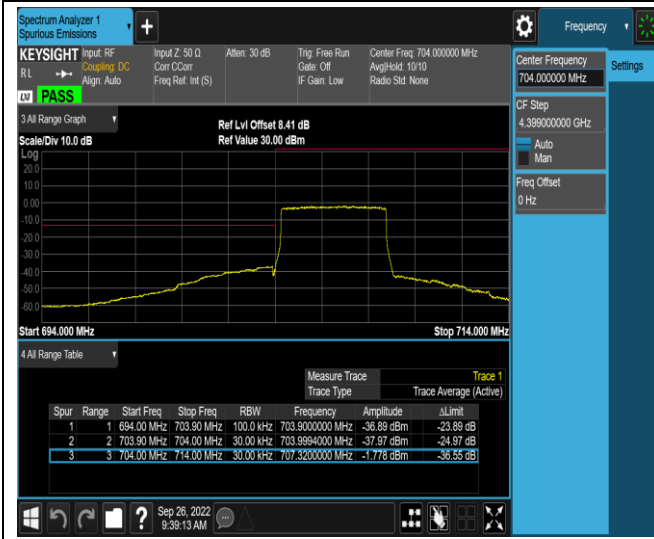 Spectrum Analyzer 1
Spurious Emissions
Frequency
KEYSIGHT
R L
LXI
PASS
Input: RF
Coupling: DC
Align: Auto
Input Z: 50 Ω
Corr CCorr
Freq Ref: Int (S)
Atten: 30 dB
Trig: Free Run
Gate: Off
IF Gain: Low
Center Freq: 704.000000 MHz
Avg|Hold: 10/10
Radio Std: None
Center Frequency
704.000000 MHz
Settings
CF Step
4.399000000 GHz
Auto
Man
Freq Offset
0 Hz
3 All Range Graph
Scale/Div 10.0 dB
Ref Lvl Offset 8.41 dB
Ref Value 30.00 dBm
Log
20.0
10.0
0.00
-10.0
-20.0
-30.0
-40.0
-50.0
-60.0
Start 694.000 MHz
Stop 714.000 MHz
4 All Range Table
Measure Trace Trace 1
Trace Type Trace Average (Active)
Spur Range Start Freq Stop Freq RBW Frequency Amplitude ΔLimit
1 1 694.00 MHz 703.90 MHz 100.0 kHz 703.9000000 MHz -36.89 dBm -23.89 dB
2 2 703.90 MHz 704.00 MHz 30.00 kHz 703.9994000 MHz -37.97 dBm -24.97 dB
3 3 704.00 MHz 714.00 MHz 30.00 kHz 707.3200000 MHz -1.778 dBm -36.55 dB
Sep 26, 2022
9:39:13 AM